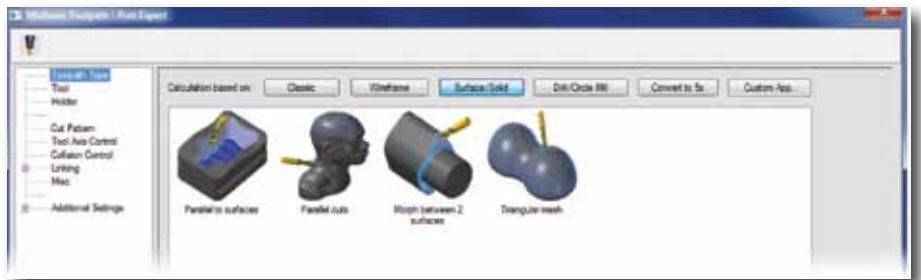 Multiaxis Toolpath - Port Expert
Toolpath Type
Tool
Holder
Cut Pattern
Tool Axis Control
Collision Control
Linking
Misc
Additional Settings
Calculation based on: Classic Wireframe Surface/Solid Drill/Circle Mill Convert to 5x Custom App.
Parallel to surfaces
Parallel cuts
Morph between 2 surfaces
Triangular mesh